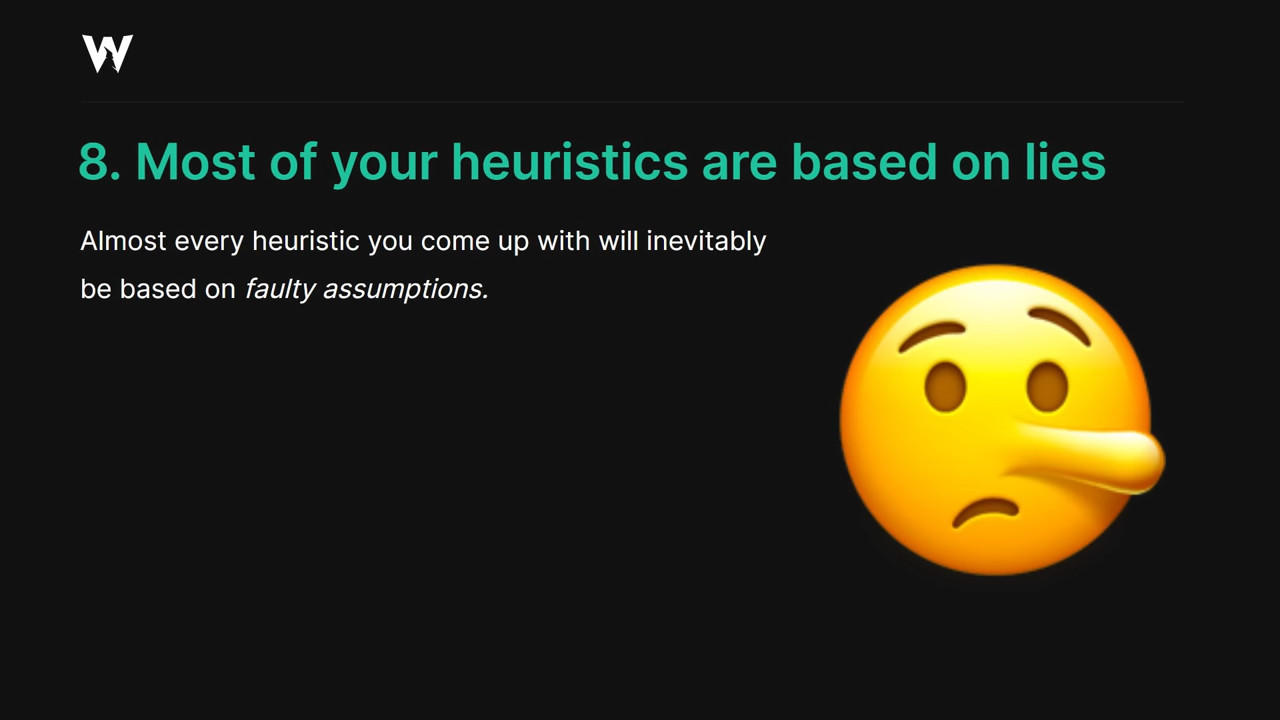 W
8. Most of your heuristics are based on lies
Almost every heuristic you come up with will inevitably
be based on faulty assumptions.